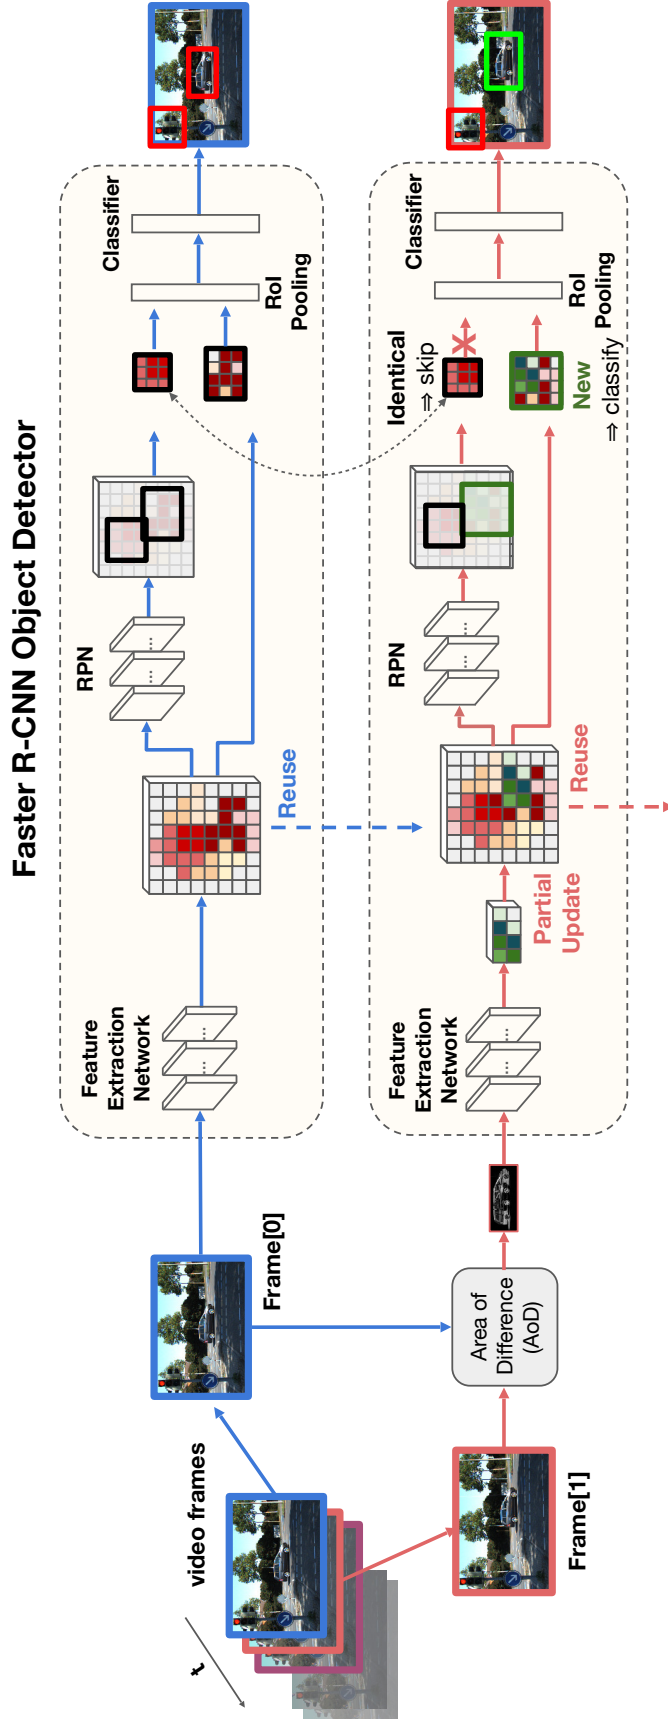 Faster R-CNN Object Detector
t
video frames
Frame[0]
Feature
Extraction
Network
...
...
Reuse
RPN
...
...
RoI
Pooling
Classifier
Frame[1]
Area of
Difference
(AoD)
Feature
Extraction
Network
...
...
Partial
Update
Reuse
RPN
...
...
Identical
⇒ skip
New
⇒ classify
RoI
Pooling
Classifier